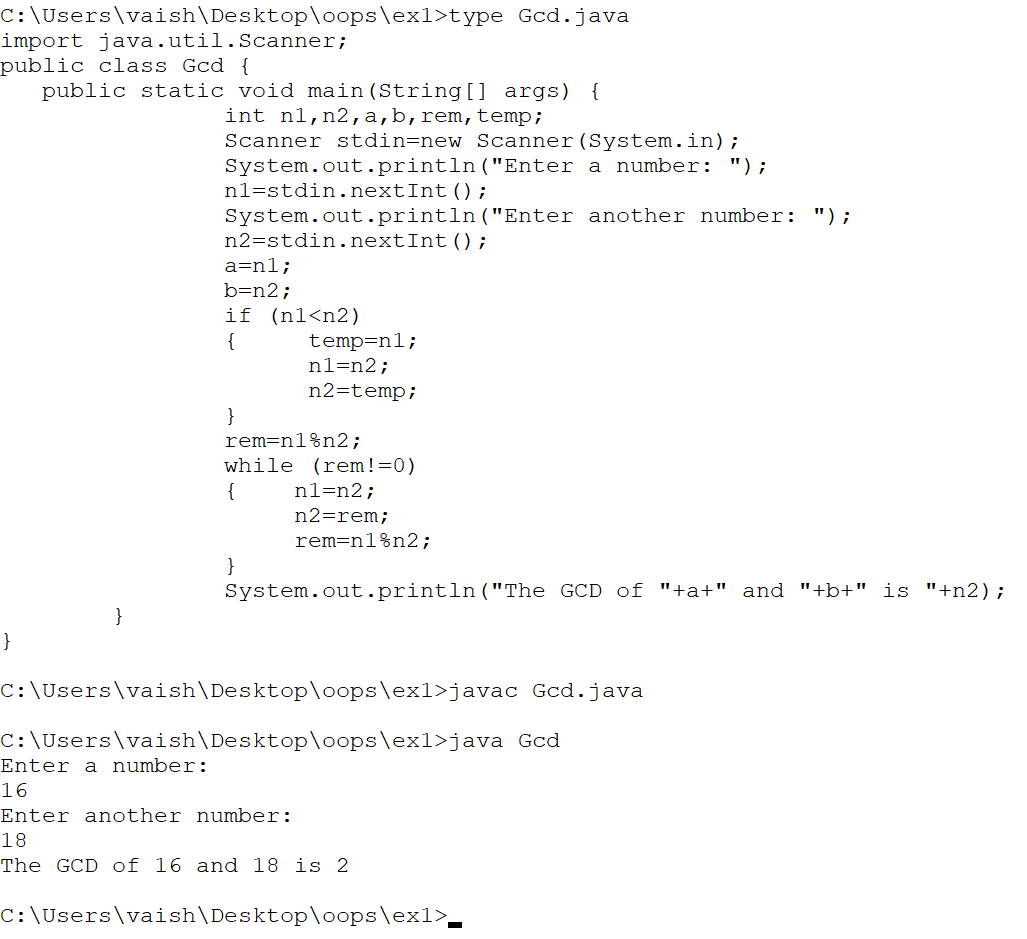 C:\Users\vaish\Desktop\oops\ex1>type Gcd.java
import java.util.Scanner;
public class Gcd {
   public static void main(String[] args) {
                int n1,n2,a,b,rem,temp;
                Scanner stdin=new Scanner(System.in);
                System.out.println("Enter a number: ");
                n1=stdin.nextInt();
                System.out.println("Enter another number: ");
                n2=stdin.nextInt();
                a=n1;
                b=n2;
                if (n1<n2)
                {     temp=n1;
                      n1=n2;
                      n2=temp;
                }
                rem=n1%n2;
                while (rem!=0)
                {    n1=n2;
                     n2=rem;
                     rem=n1%n2;
                }
                System.out.println("The GCD of "+a+" and "+b+" is "+n2);
        }
}

C:\Users\vaish\Desktop\oops\ex1>javac Gcd.java

C:\Users\vaish\Desktop\oops\ex1>java Gcd
Enter a number:
16
Enter another number:
18
The GCD of 16 and 18 is 2

C:\Users\vaish\Desktop\oops\ex1>